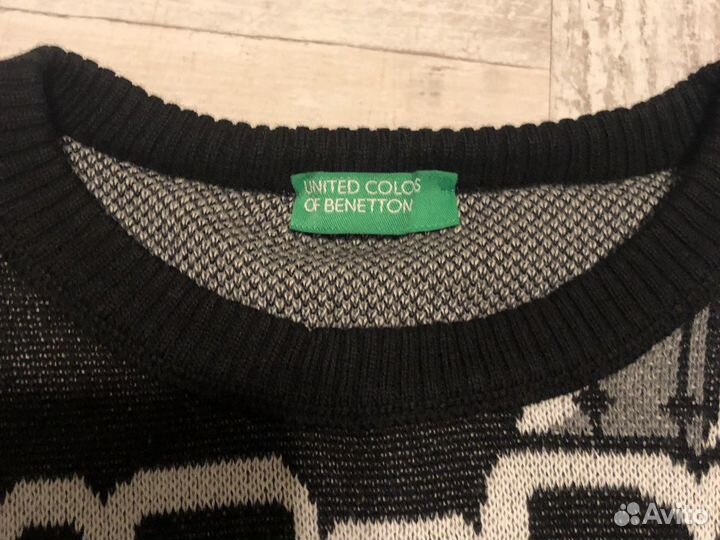 UNITED COLOS
OF BENETTON
Avito